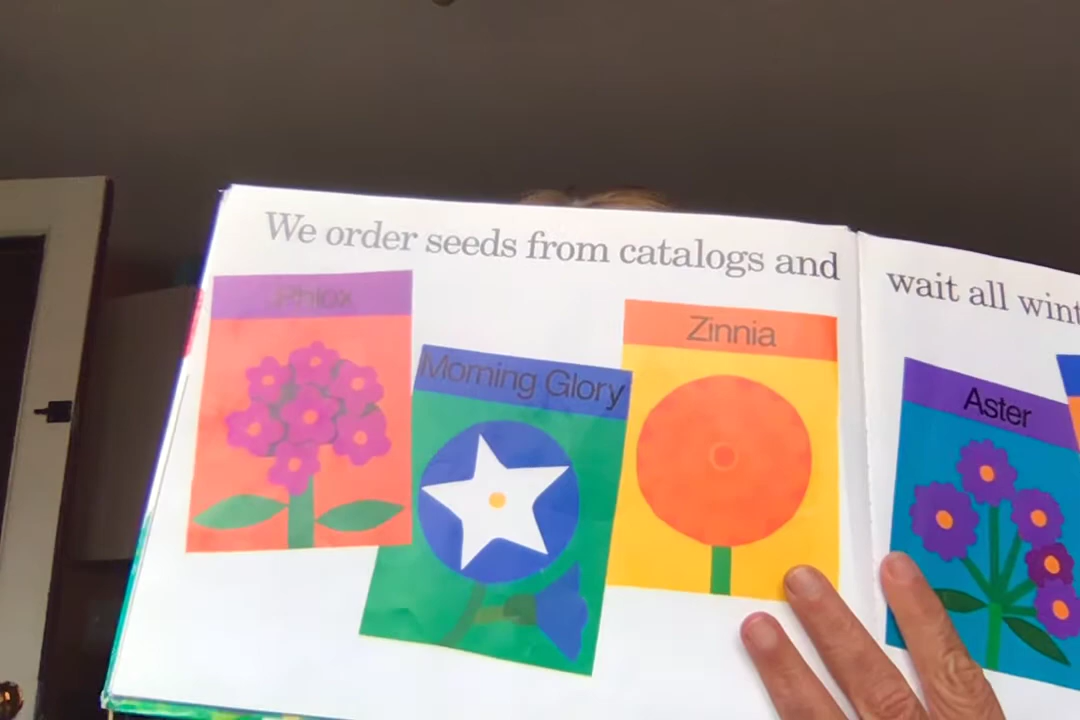 We order seeds from catalogs and
wait all wint
Phlox
Morning Glory
Zinnia
Aster